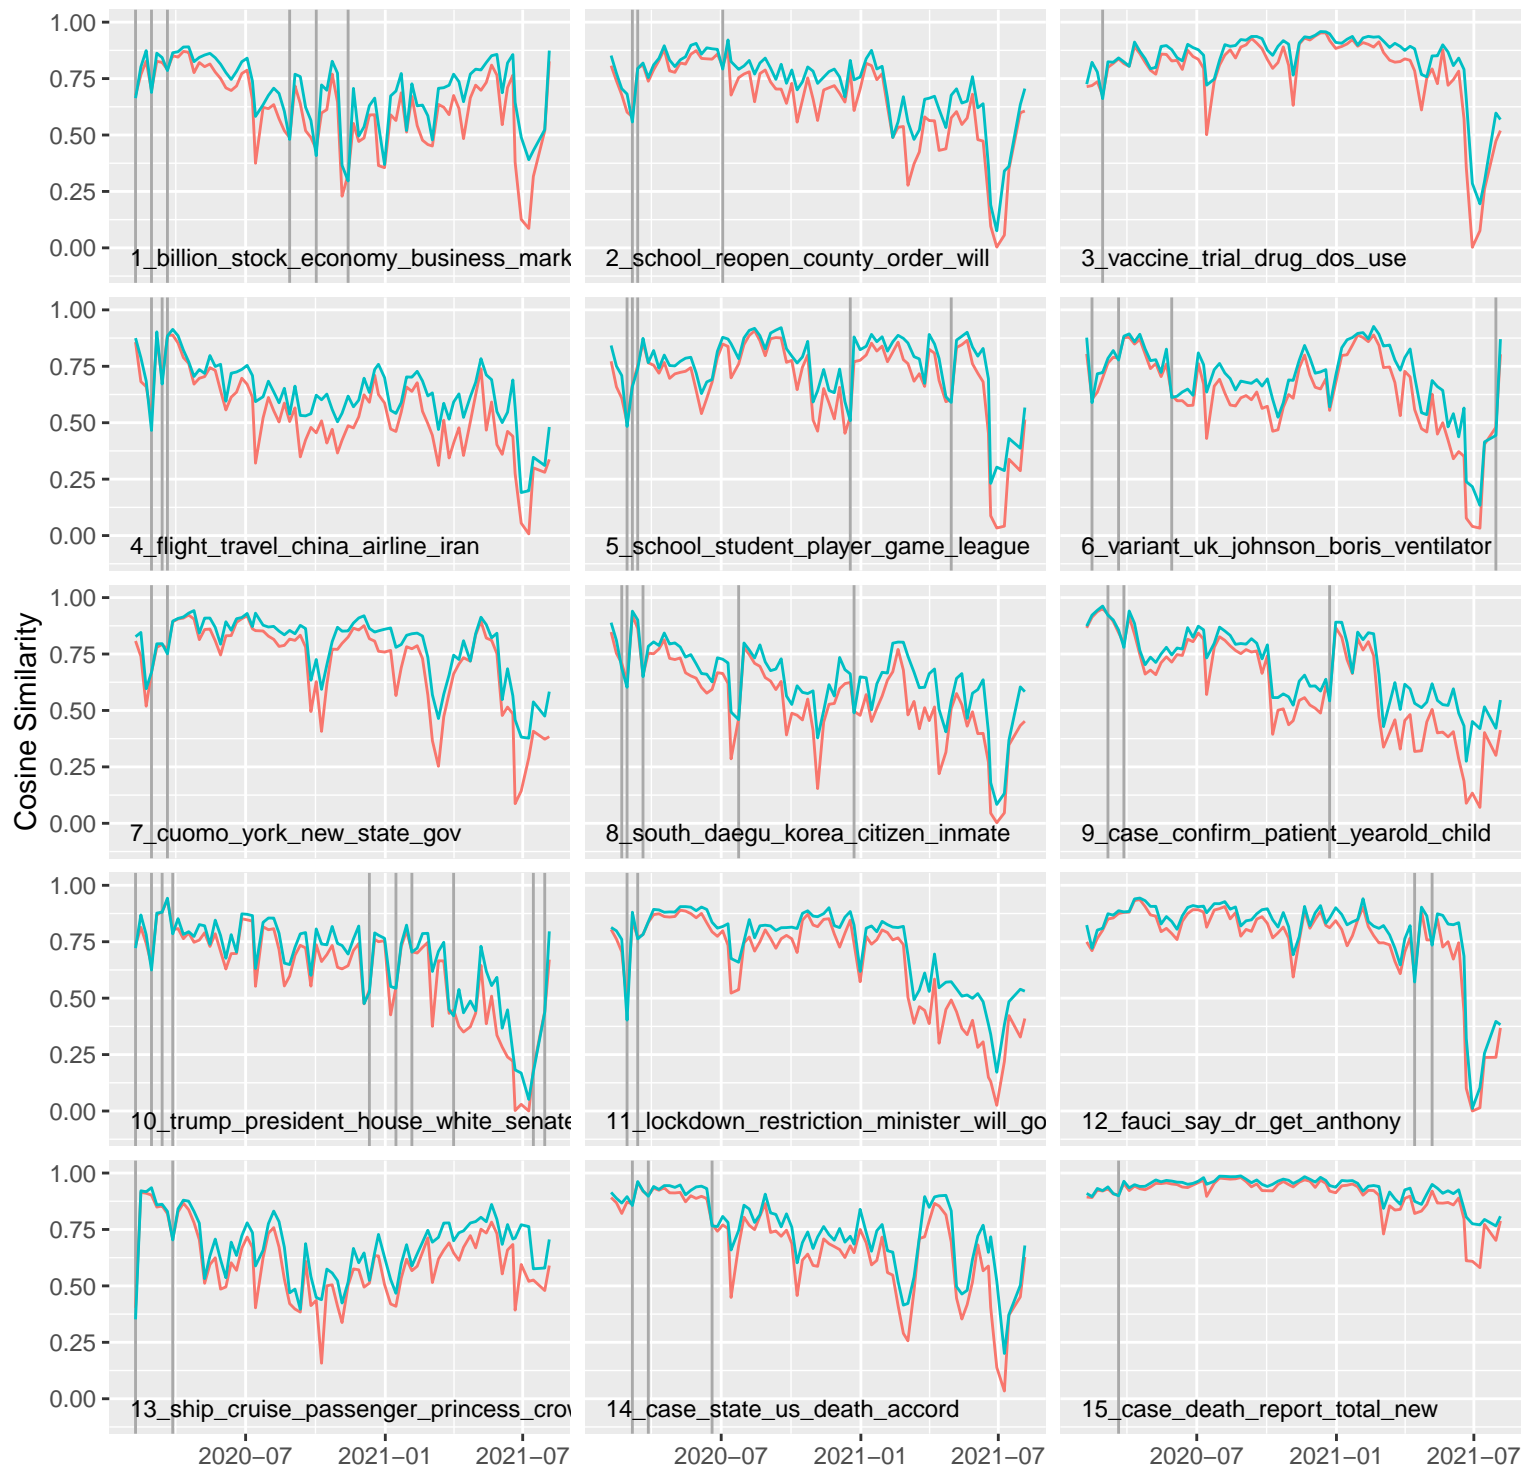 1.00
0.75
0.50
0.25
0.00
1_billion_stock_economy_business_mark
2_school_reopen_county_order_will
3_vaccine_trial_drug_dos_use
1.00
0.75
0.50
0.25
0.00
4_flight_travel_china_airline_iran
5_school_student_player_game_league
6_variant_uk_johnson_boris_ventilator
Cosine Similarity
1.00
0.75
0.50
0.25
0.00
7_cuomo_york_new_state_gov
8_south_daegu_korea_citizen_inmate
9_case_confirm_patient_yearold_child
1.00
0.75
0.50
0.25
0.00
10_trump_president_house_white_senate
11_lockdown_restriction_minister_will_go
12_fauci_say_dr_get_anthony
1.00
0.75
0.50
0.25
0.00
13_ship_cruise_passenger_princess_crow
14_case_state_us_death_accord
15_case_death_report_total_new
2020−07 2021−01 2021−07 2020−07 2021−01 2021−07 2020−07 2021−01 2021−07